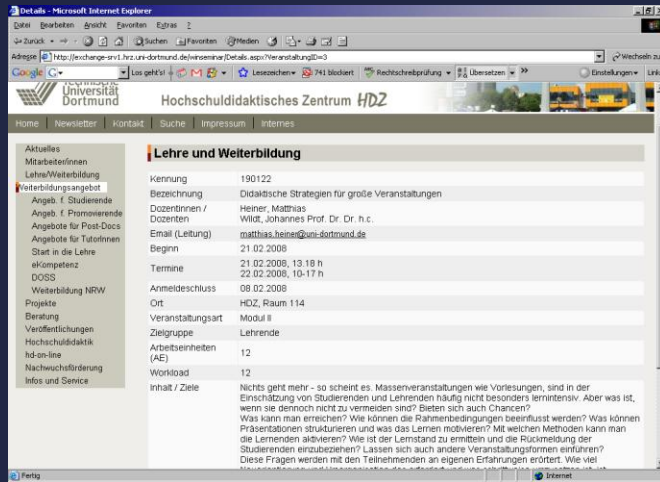 Details - Microsoft Internet Explorer
Datei Bearbeiten Ansicht Favoriten Extras ?
Zurück Suchen Favoriten Medien
Adresse http://exchange-srv1.hrz.uni-dortmund.de/winseminar/Details.aspx?VeranstaltungID=3 Wechseln zu
Google G Los geht's! Lesezeichen 741 blockiert Rechtschreibprüfung Übersetzen » Einstellungen Link
Technische
Universität
Dortmund
Hochschuldidaktisches Zentrum HDZ
Home | Newsletter | Kontakt | Suche | Impressum | Internes
Aktuelles
Mitarbeiter/innen
Lehre/Weiterbildung
Weiterbildungsangebot
Angeb. f. Studierende
Angeb. f. Promovierende
Angebote für Post-Docs
Angebote für TutorInnen
Start in die Lehre
eKompetenz
DOSS
Weiterbildung NRW
Projekte
Beratung
Veröffentlichungen
Hochschuldidaktik
hd-on-line
Nachwuchsförderung
Infos und Service
Lehre und Weiterbildung
Kennung 190122
Bezeichnung Didaktische Strategien für große Veranstaltungen
Dozentinnen / Dozenten Heiner, Matthias
Wildt, Johannes Prof. Dr. Dr. h.c.
Email (Leitung) matthias.heiner@uni-dortmund.de
Beginn 21.02.2008
Termine 21.02.2008, 13.18 h
22.02.2008, 10-17 h
Anmeldeschluss 08.02.2008
Ort HDZ, Raum 114
Veranstaltungsart Modul II
Zielgruppe Lehrende
Arbeitseinheiten (AE) 12
Workload 12
Inhalt / Ziele Nichts geht mehr - so scheint es. Massenveranstaltungen wie Vorlesungen, sind in der
Einschätzung von Studierenden und Lehrenden häufig nicht besonders lernintensiv. Aber was ist,
wenn sie dennoch nicht zu vermeiden sind? Bieten sich auch Chancen?
Was kann man erreichen? Wie können die Rahmenbedingungen beeinflusst werden? Was können
Präsentationen strukturieren und was das Lernen motivieren? Mit welchen Methoden kann man
die Lernenden aktivieren? Wie ist der Lernstand zu ermitteln und die Rückmeldung der
Studierenden einzubeziehen? Lassen sich auch andere Veranstaltungsformen einführen?
Diese Fragen werden mit den Teilnehmenden an eigenen Erfahrungen erörtert. Wie viel
Fertig Internet